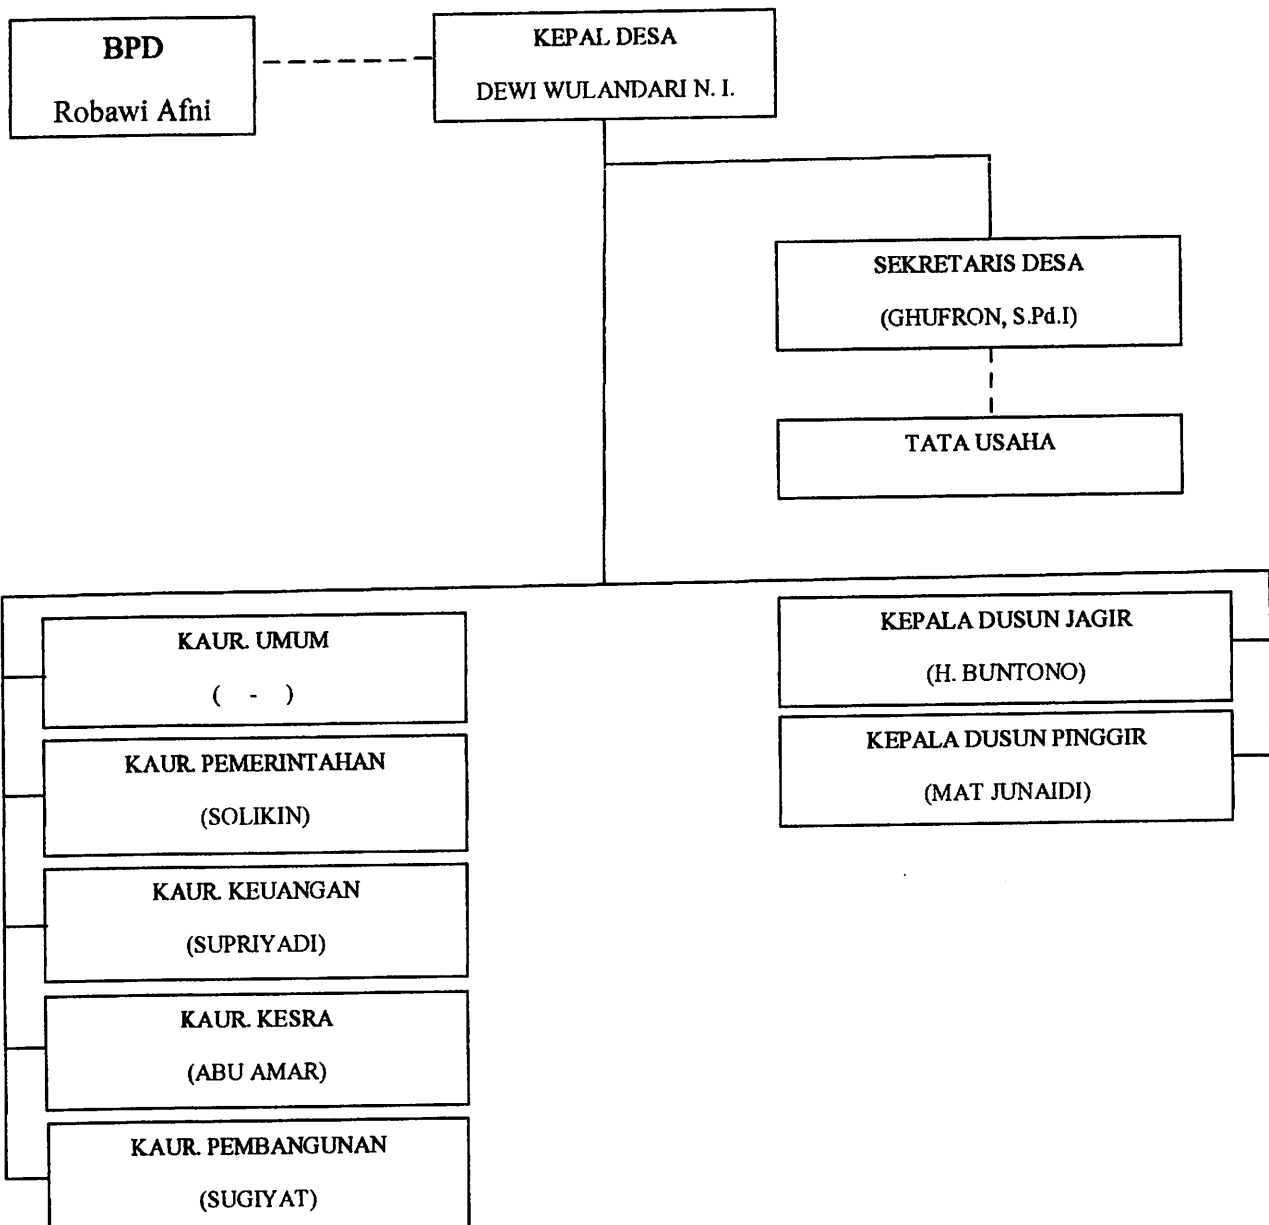 BPD
Robawi Afni
KEPAL DESA
DEWI WULANDARI N. I.
SEKRETARIS DESA
(GHUFRON, S.Pd.I)
TATA USAHA
KAUR. UMUM
( - )
KAUR. PEMERINTAHAN
(SOLIKIN)
KAUR. KEUANGAN
(SUPRIYADI)
KAUR. KESRA
(ABU AMAR)
KAUR. PEMBANGUNAN
(SUGIYAT)
KEPALA DUSUN JAGIR
(H. BUNTONO)
KEPALA DUSUN PINGGIR
(MAT JUNAIDI)